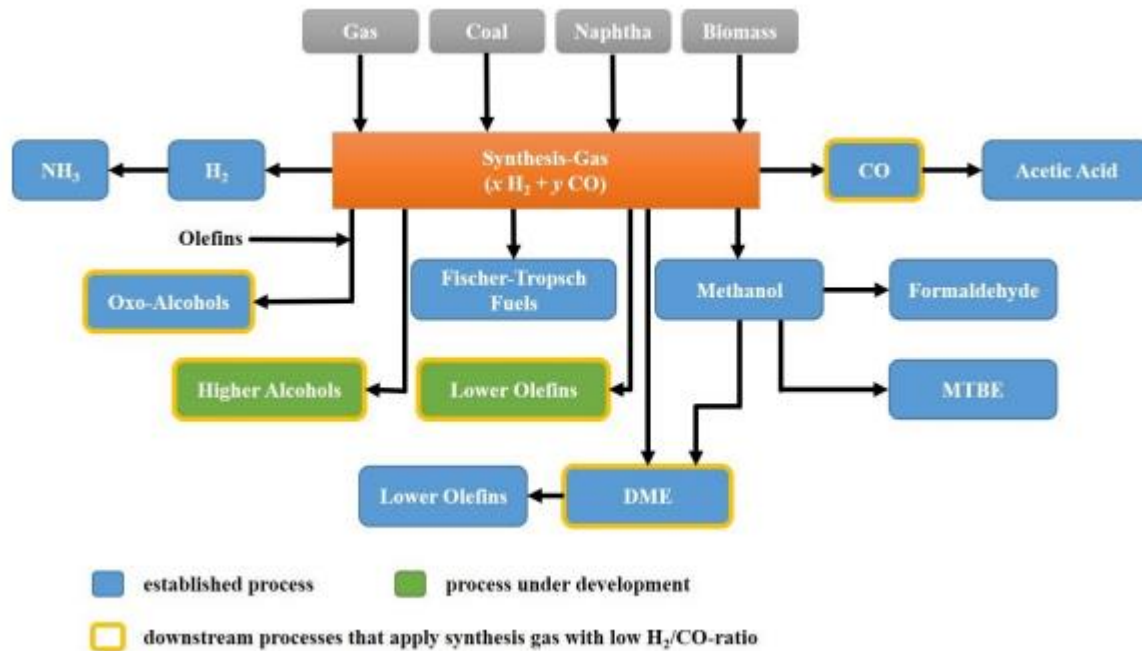 Gas
Coal
Naphtha
Biomass
Synthesis-Gas
(x H₂ + y CO)
NH₃
H₂
CO
Acetic Acid
Olefins
Oxo-Alcohols
Fischer-Tropsch
Fuels
Methanol
Formaldehyde
Higher Alcohols
Lower Olefins
MTBE
Lower Olefins
DME
established process
process under development
downstream processes that apply synthesis gas with low H₂/CO-ratio